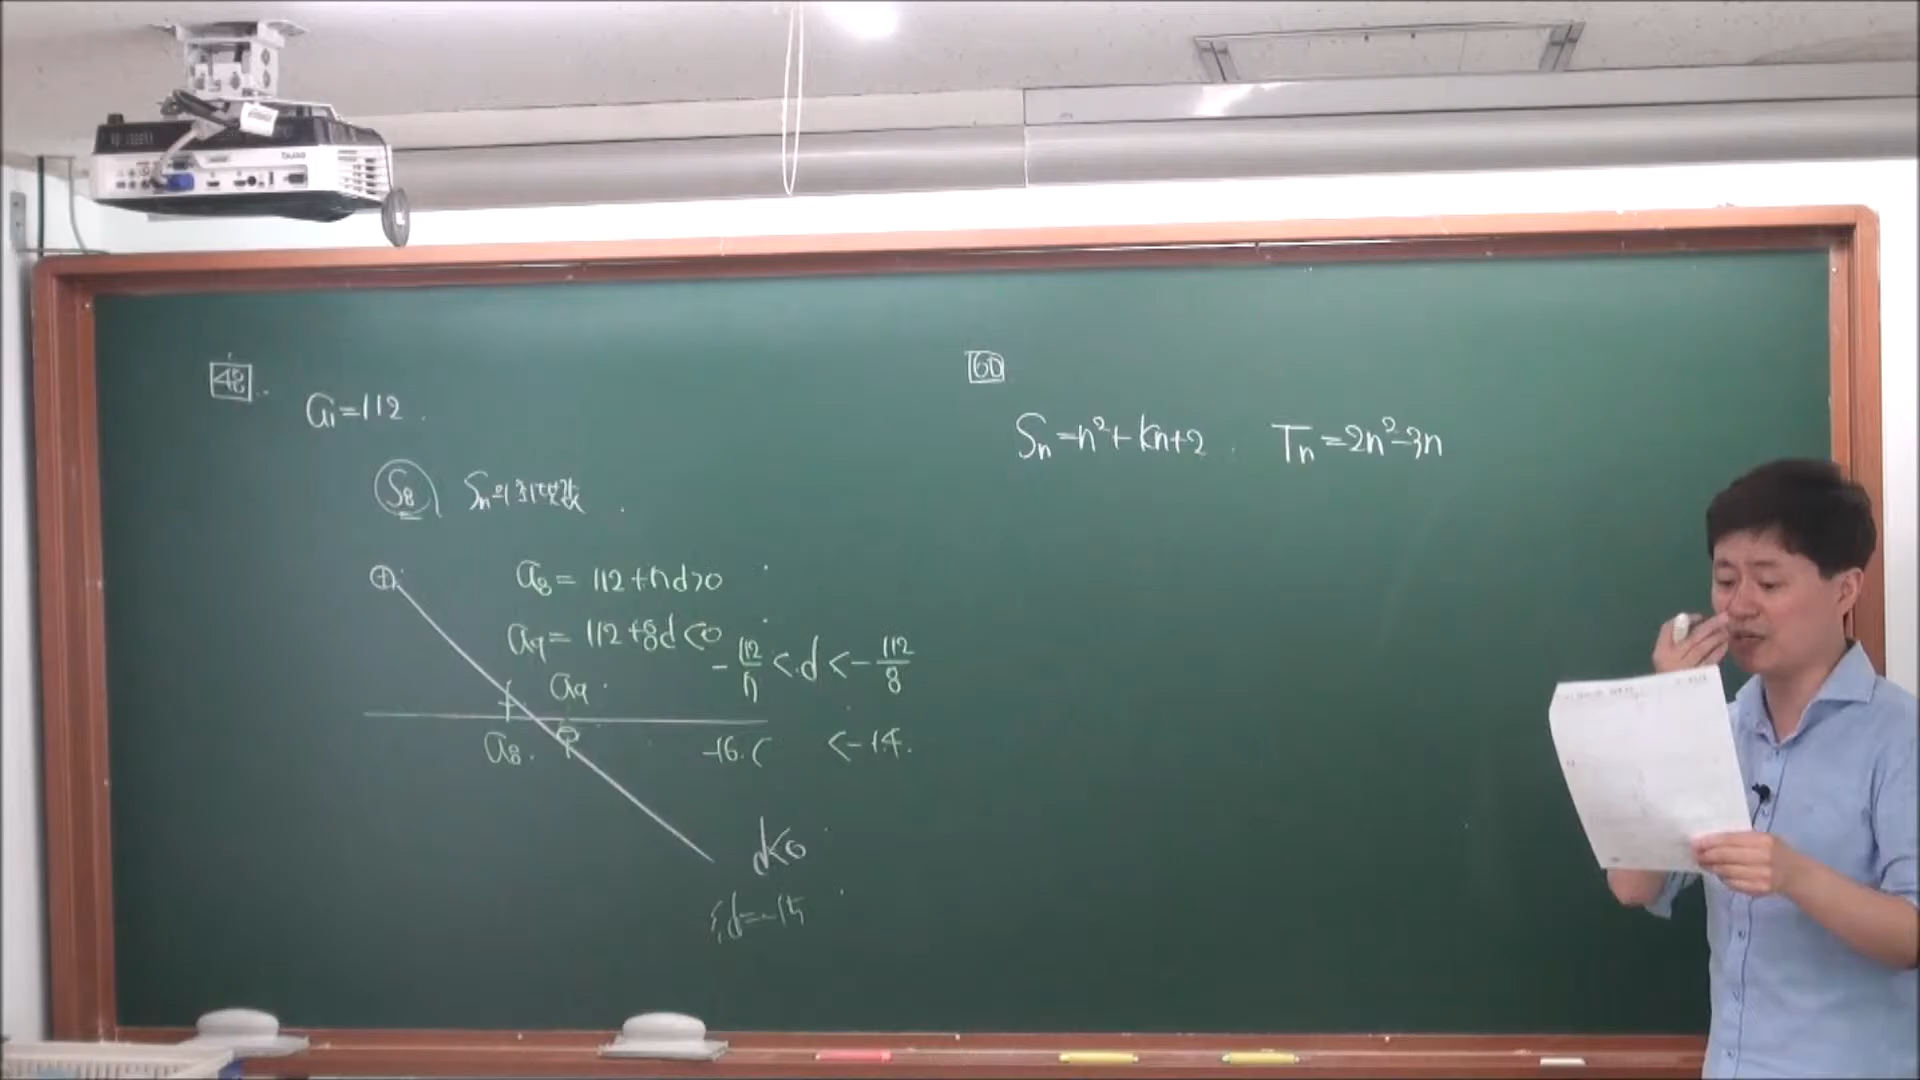 48.
a₁=112.
S₈ Sₙ의 최댓값.
⊕
a₈=112+7d>0
a₉=112+8d<0
-112/7<d<-112/8
a₉.
a₈.
-16.< <-14.
d<0
∴d=-15
60
Sₙ=n²+kn+2. Tₙ=2n²-3n
BenQ